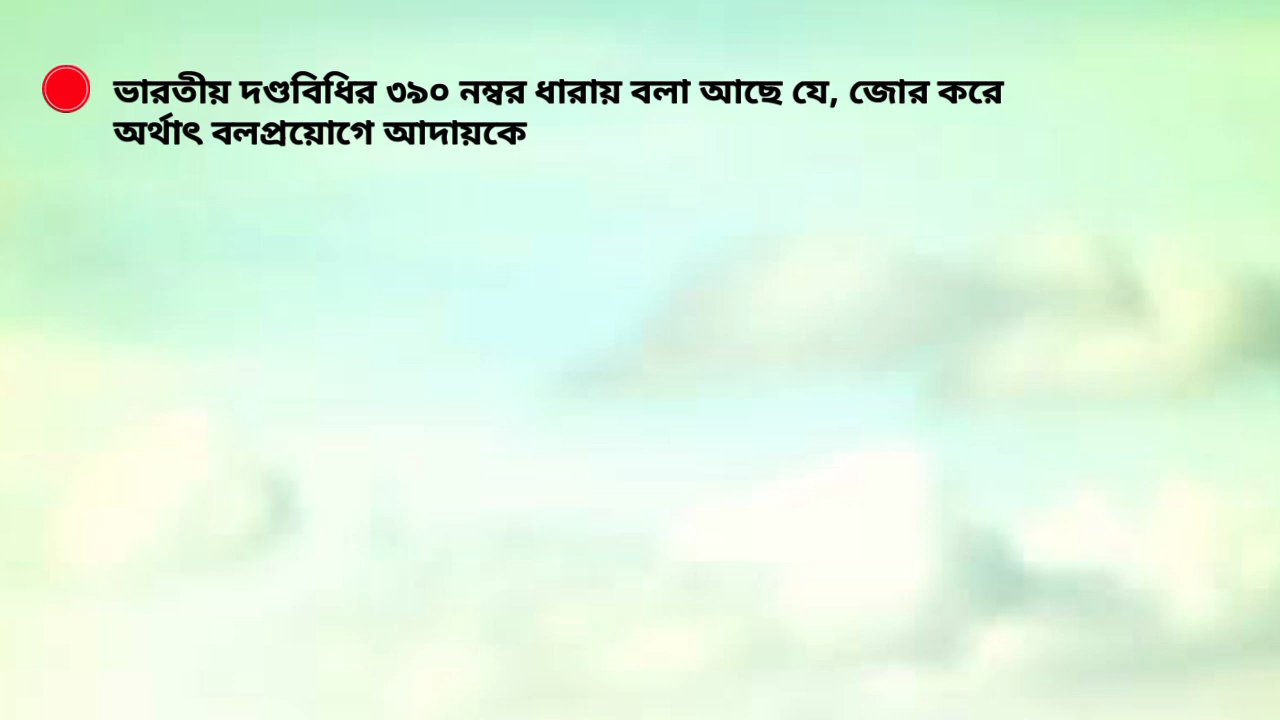 ভারতীয় দণ্ডবিধির ৩৯০ নম্বর ধারায় বলা আছে যে, জোর করে
অর্থাৎ বলপ্রয়োগে আদায়কে